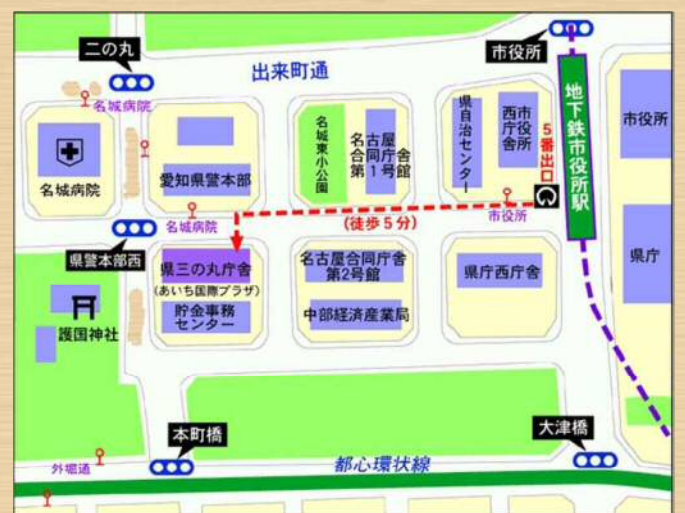 二の丸
市役所
出来町通
名城病院
名城病院
愛知県警本部
名城東小公園
名古屋
合同庁舎
第1号館
県自治センター
市役所
西庁舎
5番出口
地下鉄市役所駅
市役所
名城病院
(徒歩5分)
市役所
県警本部西
県三の丸庁舎
(あいち国際プラザ)
貯金事務
センター
名古屋合同庁舎
第2号館
中部経済産業局
県庁西庁舎
県庁
護国神社
本町橋
大津橋
外堀通
都心環状線